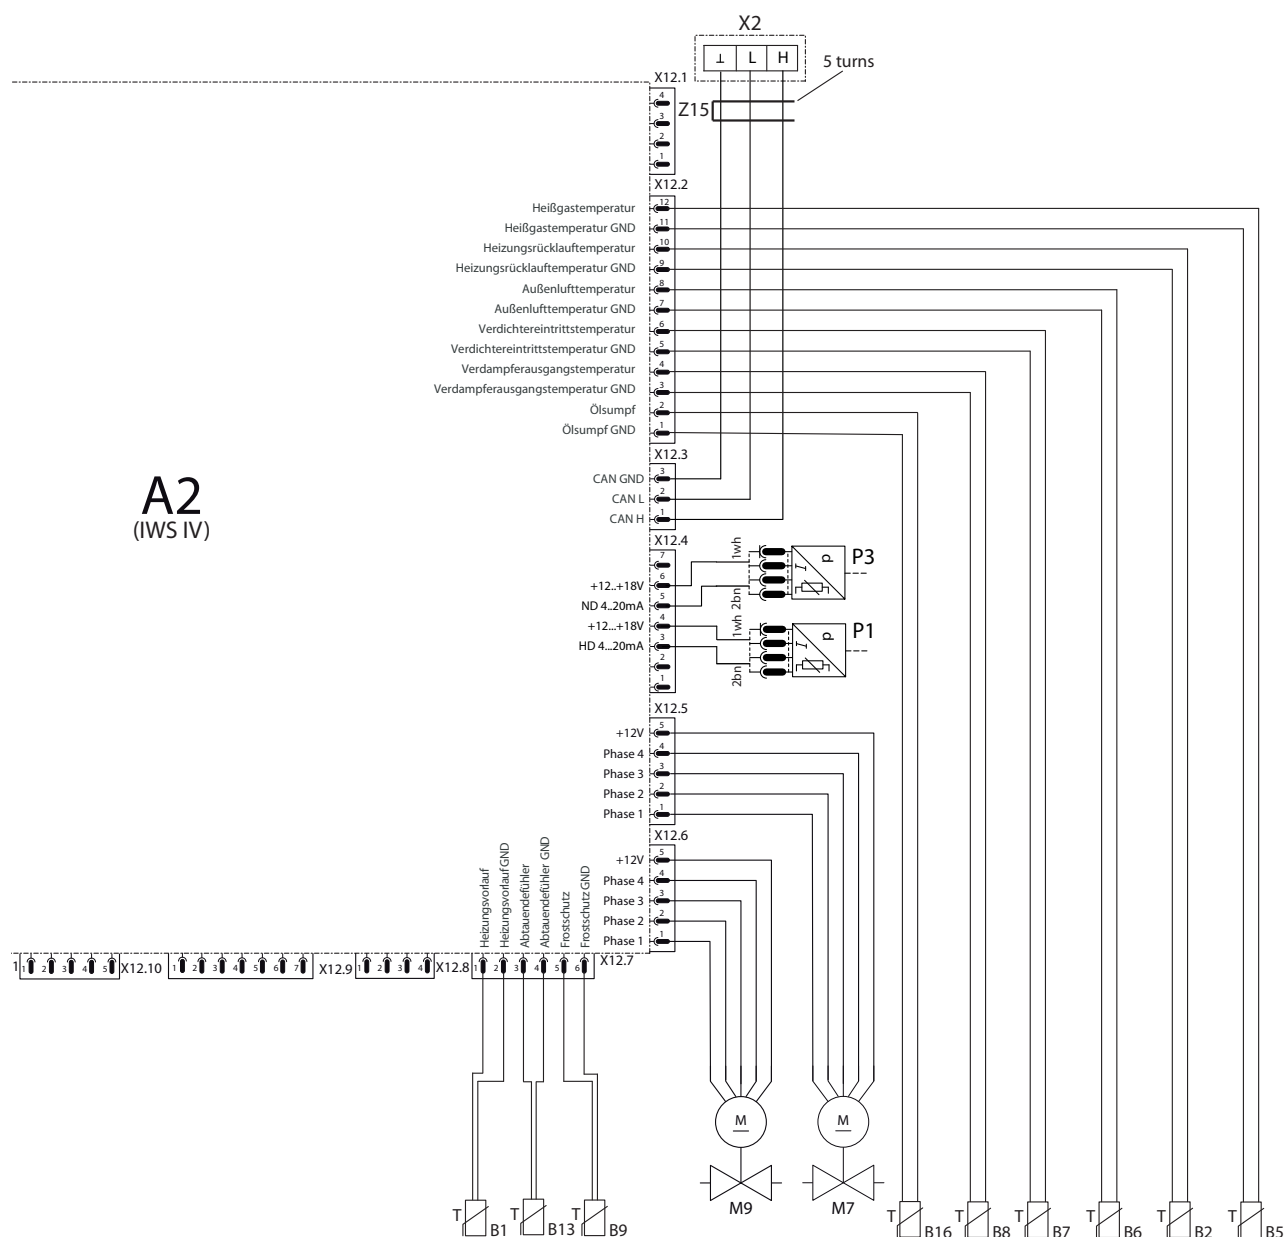 X2
⊥ L H
5 turns
X12.1
4
3
2
1
Z15
X12.2
Heißgastemperatur 12
Heißgastemperatur GND 11
Heizungsrücklauftemperatur 10
Heizungsrücklauftemperatur GND 9
Außenlufttemperatur 8
Außenlufttemperatur GND 7
Verdichtereintrittstemperatur 6
Verdichtereintrittstemperatur GND 5
Verdampferausgangstemperatur 4
Verdampferausgangstemperatur GND 3
Ölsumpf 2
Ölsumpf GND 1
X12.3
CAN GND 3
CAN L 2
CAN H 1
A2
(IWS IV)
X12.4
7
+12..+18V 6
ND 4..20mA 5
+12...+18V 4
HD 4...20mA 3
2
1
1wh
2bn
p
I
P3
1wh
2bn
p
I
P1
X12.5
+12V 5
Phase 4 4
Phase 3 3
Phase 2 2
Phase 1 1
X12.6
+12V 5
Phase 4 4
Phase 3 3
Phase 2 2
Phase 1 1
Heizungsvorlauf
Heizungsvorlauf GND
Abtauendefühler
Abtauendefühler GND
Frostschutz
Frostschutz GND
1
1 2 3 4 5 X12.10
1 2 3 4 5 6 7 X12.9
1 2 3 4 X12.8
1 2 3 4 5 6 X12.7
M
M9
M
M7
T B1
T B13
T B9
T B16
T B8
T B7
T B6
T B2
T B5